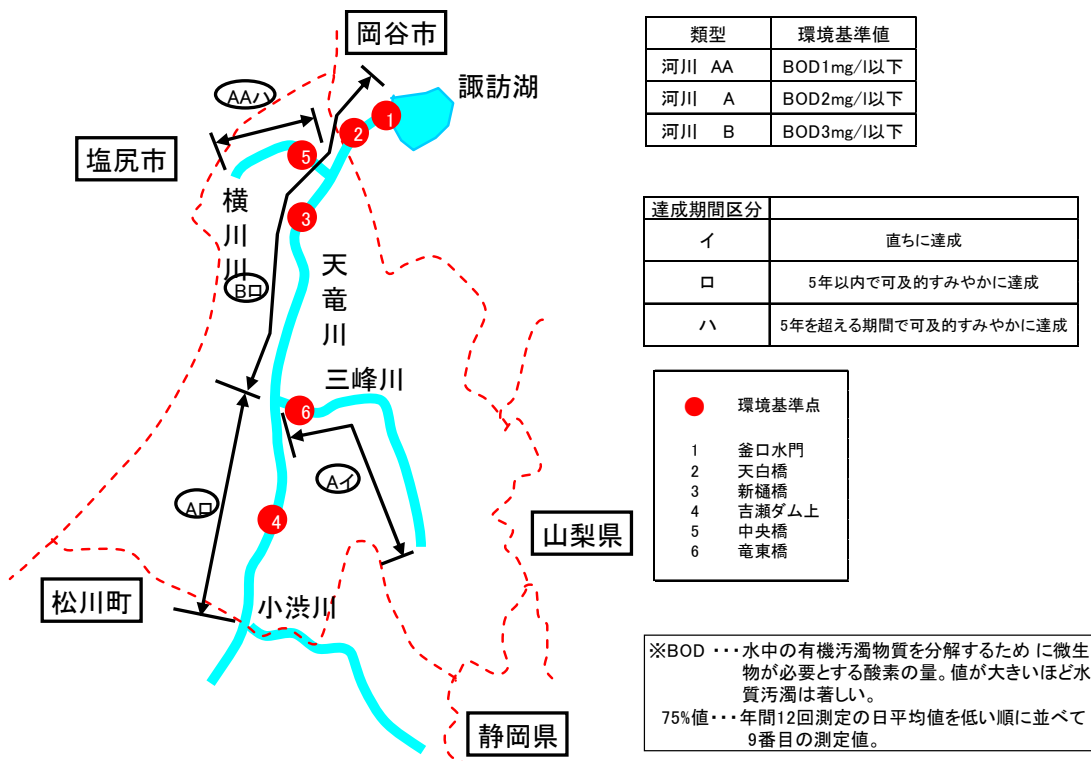 岡谷市
諏訪湖
AAハ
塩尻市
横川川
Bロ
天竜川
三峰川
Aイ
Aロ
山梨県
松川町
小渋川
静岡県
1
2
5
3
6
4
類型 環境基準値
河川 AA BOD1mg/l以下
河川 A BOD2mg/l以下
河川 B BOD3mg/l以下
達成期間区分
イ 直ちに達成
ロ 5年以内で可及的すみやかに達成
ハ 5年を超える期間で可及的すみやかに達成
環境基準点
1 釜口水門
2 天白橋
3 新樋橋
4 吉瀬ダム上
5 中央橋
6 竜東橋
※BOD ・・・水中の有機汚濁物質を分解するため に微生
物が必要とする酸素の量。値が大きいほど水
質汚濁は著しい。
75%値・・・年間12回測定の日平均値を低い順に並べて
9番目の測定値。